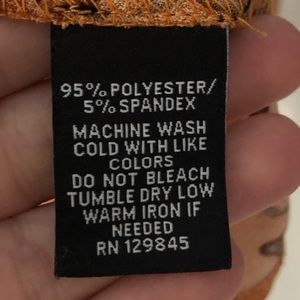 95% POLYESTER/
5% SPANDEX
MACHINE WASH
COLD WITH LIKE
COLORS
DO NOT BLEACH
TUMBLE DRY LOW
WARM IRON IF
NEEDED
RN 129845